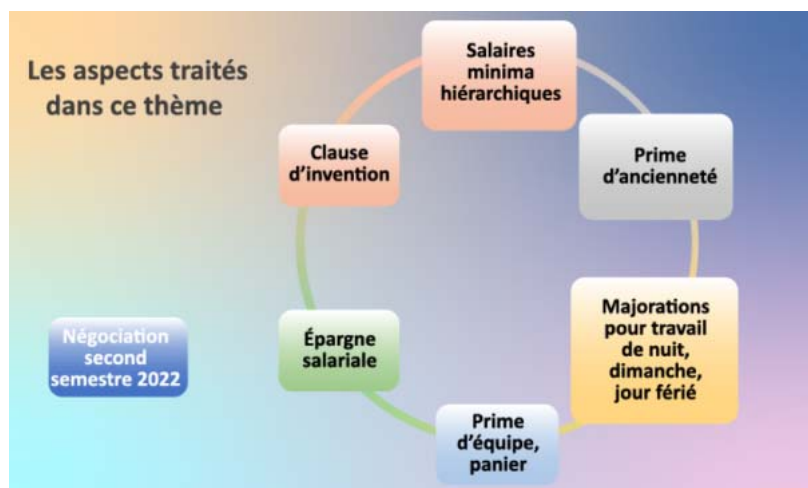 Les aspects traités
dans ce thème
Salaires
minima
hiérarchiques
Prime
d'ancienneté
Majorations
pour travail
de nuit,
dimanche,
jour férié
Prime
d'équipe,
panier
Épargne
salariale
Clause
d'invention
Négociation
second
semestre 2022